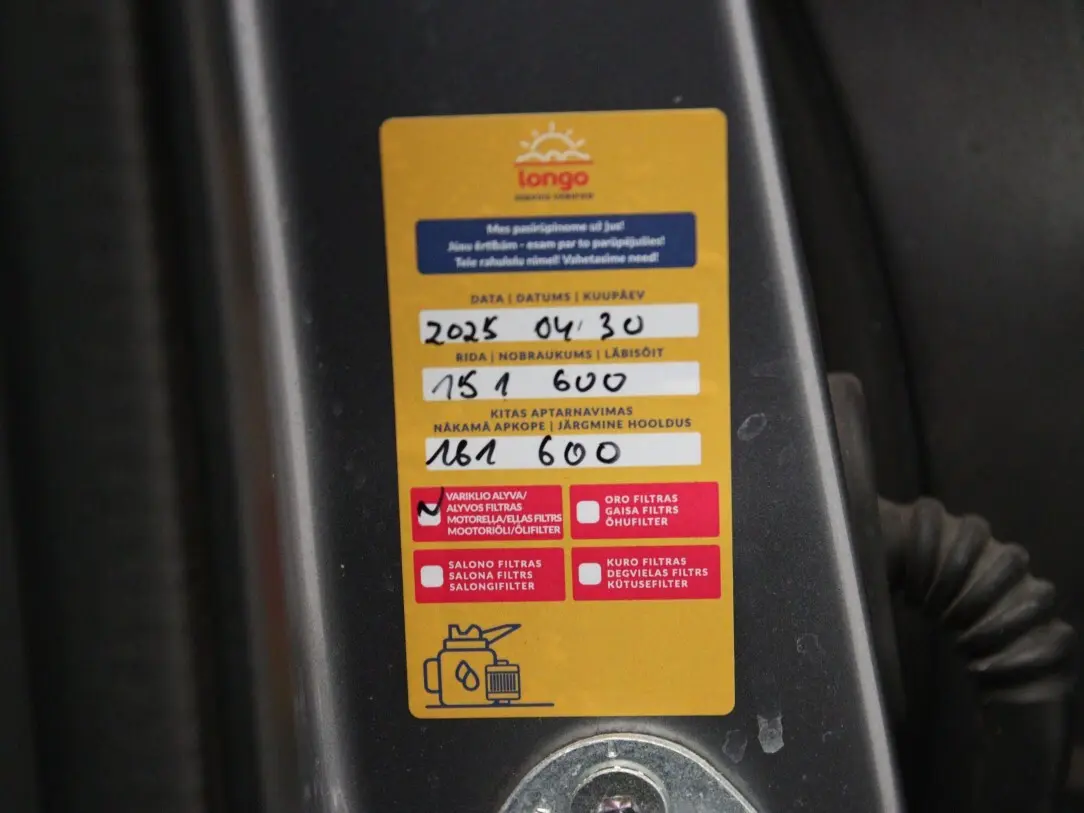 longo
Mes pasirūpinome už Jus!
Jūsu ērtībām - esam par to parūpējušies!
Teie rahulolu nimel! Vahetasime need!
DATA | DATUMS | KUUPÄEV
2025 04 30
RIDA | NOBRAUKUMS | LÄBISÕIT
151 600
KITAS APTARNAVIMAS
NĀKAMĀ APKOPE | JÄRGMINE HOOLDUS
161 600
VARIKLIO ALYVA/
ALYVOS FILTRAS
MOTOREĻĻA/EĻĻAS FILTRS
MOOTORIÕLI/ÕLIFILTER
ORO FILTRAS
GAISA FILTRS
ÕHUFILTER
SALONO FILTRAS
SALONA FILTRS
SALONGIFILTER
KURO FILTRAS
DEGVIELAS FILTRS
KÜTUSEFILTER